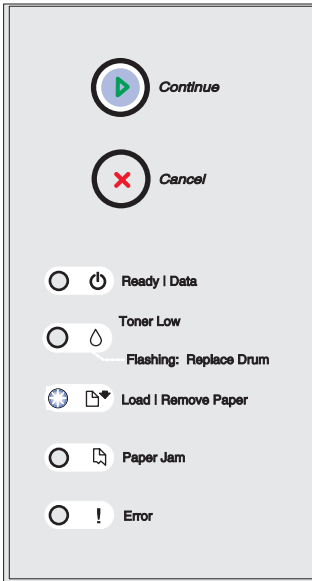 Continue
Cancel
Ready | Data
Toner Low
Flashing: Replace Drum
Load | Remove Paper
Paper Jam
! Error